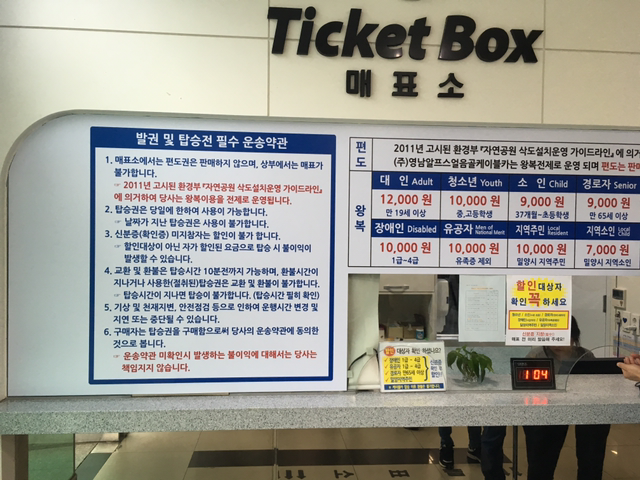 Ticket Box
매표소
발권 및 탑승전 필수 운송약관
1. 매표소에서는 편도권은 판매하지 않으며, 상부에서는 매표가
불가합니다.
☞ 2011년 고시된 환경부『자연공원 삭도설치운영 가이드라인』
에 의거하여 당사는 왕복이용을 전제로 운영됩니다.
2. 탑승권은 당일에 한하여 사용이 가능합니다.
☞ 날짜가 지난 탑승권은 사용이 불가합니다.
3. 신분증(확인증) 미지참자는 할인이 불가 합니다.
☞ 할인대상이 아닌 자가 할인된 요금으로 탑승 시 불이익이
발생할 수 있습니다.
4. 교환 및 환불은 탑승시간 10분전까지 가능하며, 환불시간이
지나거나 사용한(절취된)탑승권은 교환 및 환불이 불가합니다.
☞ 탑승시간이 지나면 탑승이 불가합니다. (탑승시간 필히 확인)
5. 기상 및 천재지변, 안전점검 등으로 인하여 운행시간 변경 및
지연 또는 중단될 수 있습니다.
6. 구매자는 탑승권을 구매함으로써 당사의 운송약관에 동의한
것으로 봅니다.
☞ 운송약관 미확인시 발생하는 불이익에 대해서는 당사는
책임지지 않습니다.
편도
2011년 고시된 환경부『자연공원 삭도설치운영 가이드라인』에 의
(주)영남알프스얼음골케이블카는 왕복전제로 운영 되며 편도는 판매
왕복
대 인 Adult 청소년 Youth 소 인 Child 경로자 Senior
12,000 원 10,000 원 9,000 원 9,000 원
만 19세 이상 중,고등학생 37개월~초등학생 만 65세 이상
장애인 Disabled 유공자 Men of National Merit 지역주민 Local Resident 지역소인 Local Child
10,000 원 10,000 원 10,000 원 7,000 원
1급~4급 유족증 제외 밀양시 지역주민 밀양시 지역소인
할인대상자
확인 꼭 하세요
대상자 확인 하셨나요?
1:04